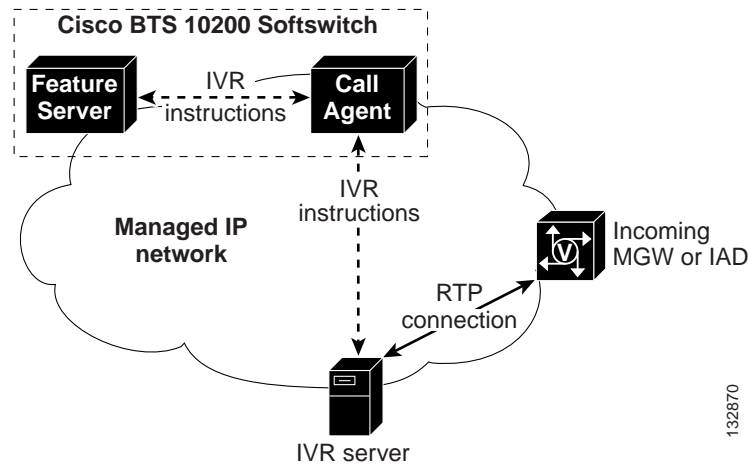 Cisco BTS 10200 Softswitch
Feature
Server
IVR
instructions
Call
Agent
IVR
instructions
Managed IP
network
V
Incoming
MGW or IAD
RTP
connection
IVR server
132870